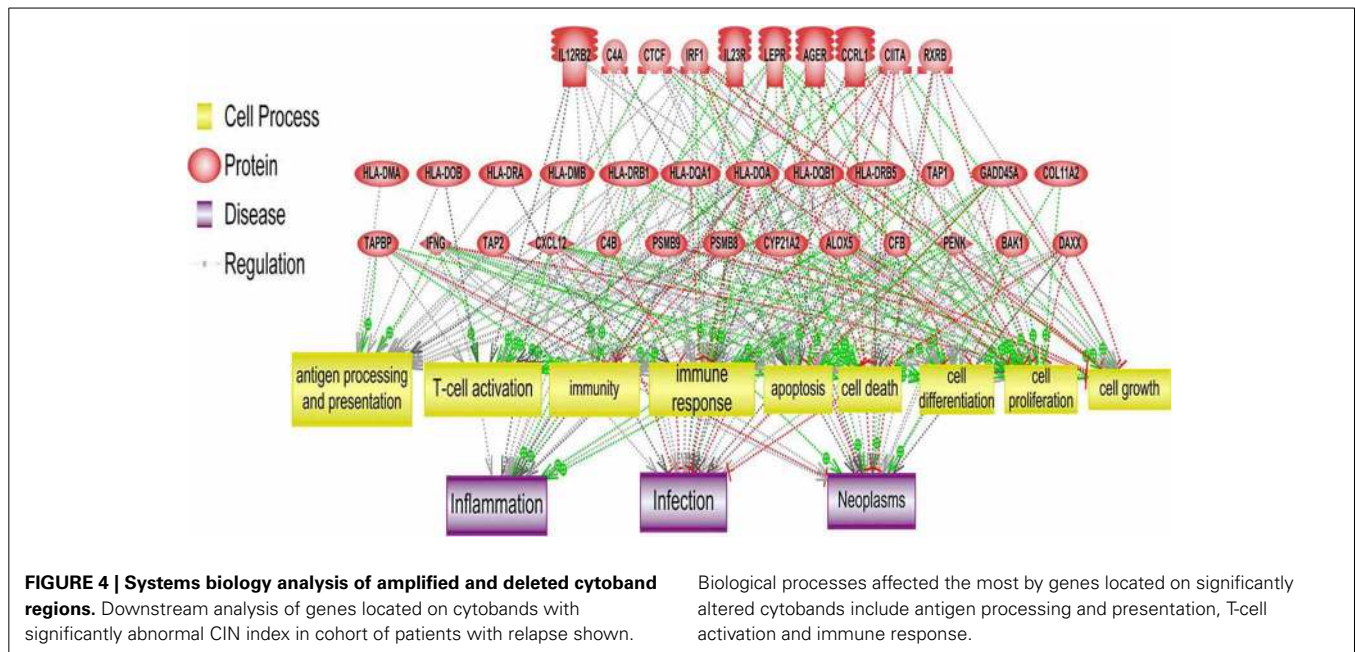 IL12RB2 C4A CTCF IRF1 IL23R LEPR AGER CCRL1 CIITA RXRB
Cell Process
Protein
Disease
Regulation
HLA-DMA HLA-DOB HLA-DRA HLA-DMB HLA-DRB1 HLA-DQA1 HLA-DOA HLA-DQB1 HLA-DRB5 TAP1 GADD45A COL11A2
TAPBP IFNG TAP2 CXCL12 C4B PSMB9 PSMB8 CYP21A2 ALOX5 CFB PENK BAK1 DAXX
antigen processing
and presentation
T-cell activation
immunity
immune
response
apoptosis
cell death
cell
differentiation
cell
proliferation
cell growth
Inflammation
Infection
Neoplasms
FIGURE 4 | Systems biology analysis of amplified and deleted cytoband
regions. Downstream analysis of genes located on cytobands with
significantly abnormal CIN index in cohort of patients with relapse shown.
Biological processes affected the most by genes located on significantly
altered cytobands include antigen processing and presentation, T-cell
activation and immune response.